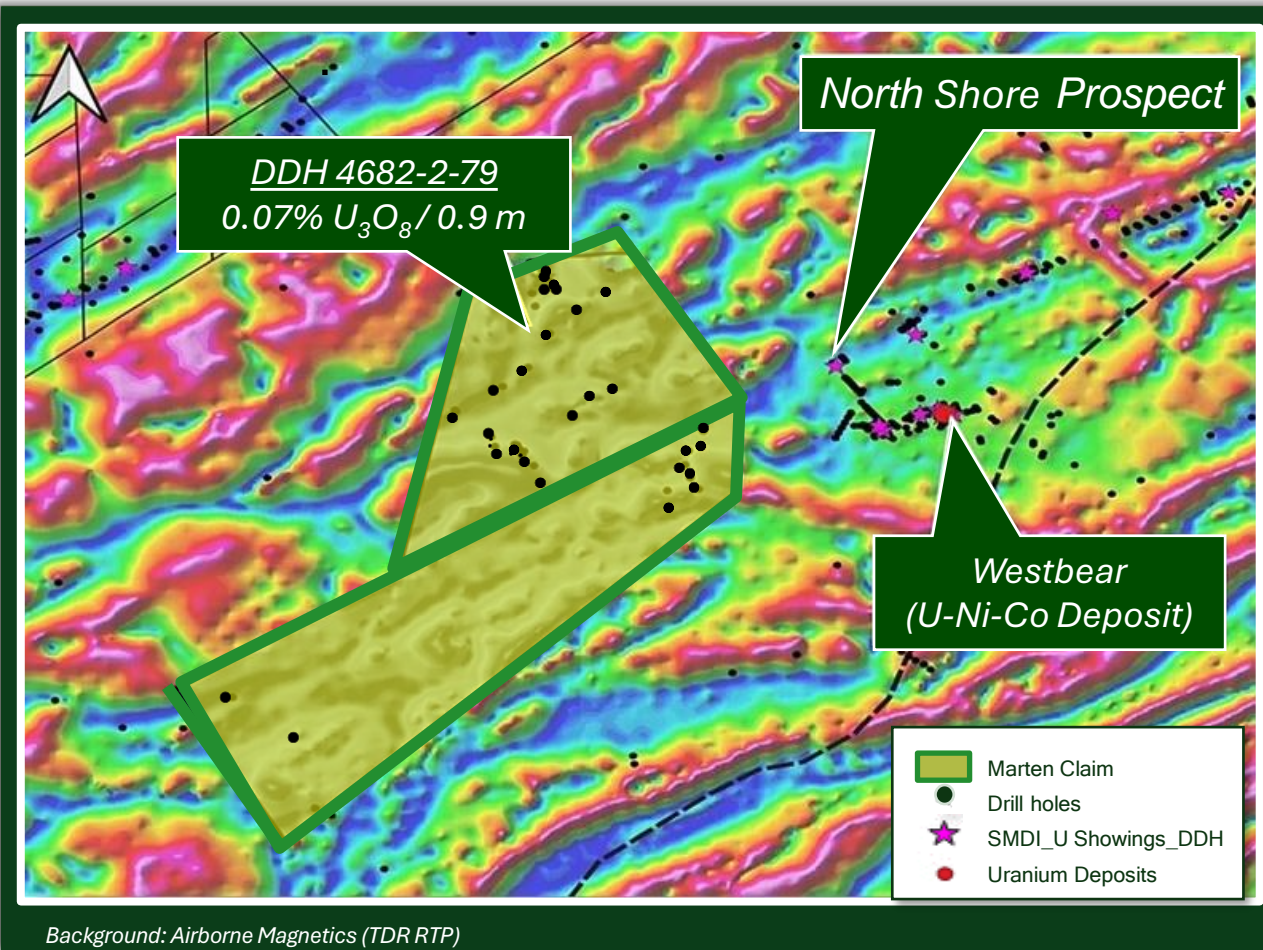 North Shore Prospect
DDH 4682-2-79
0.07% U₃O₈ / 0.9 m
Westbear
(U-Ni-Co Deposit)
Marten Claim
Drill holes
SMDI_U Showings_DDH
Uranium Deposits
Background: Airborne Magnetics (TDR RTP)